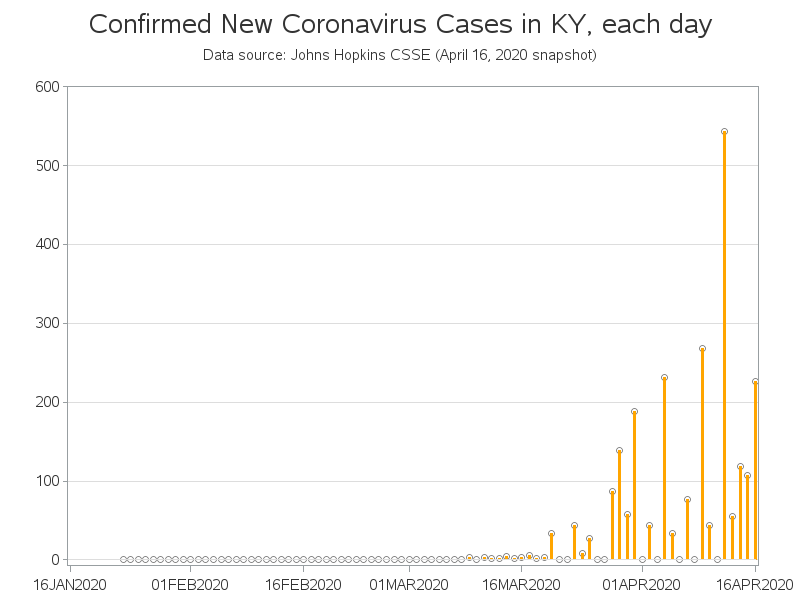 Confirmed New Coronavirus Cases in KY, each day
Data source: Johns Hopkins CSSE (April 16, 2020 snapshot)
600
500
400
300
200
100
0
16JAN2020 01FEB2020 16FEB2020 01MAR2020 16MAR2020 01APR2020 16APR2020